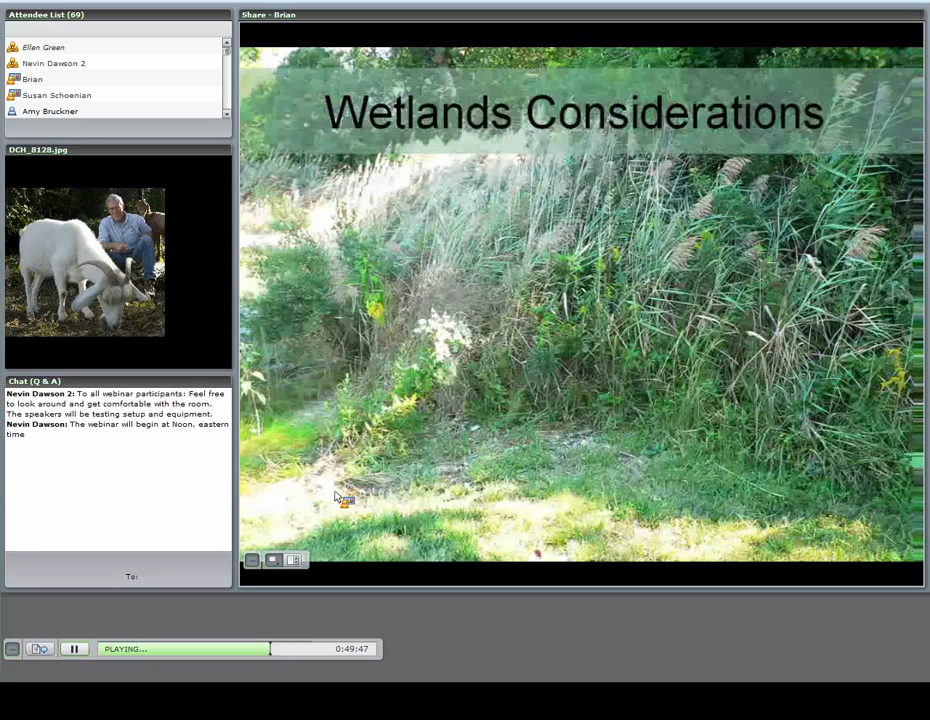 Attendee List (69)
Ellen Green
Nevin Dawson 2
Brian
Susan Schoenian
Amy Bruckner
DCH_8128.jpg
Chat (Q & A)
Nevin Dawson 2: To all webinar participants: Feel free
to look around and get comfortable with the room.
The speakers will be testing setup and equipment.
Nevin Dawson: The webinar will begin at Noon, eastern
time
To:
Share - Brian
Wetlands Considerations
PLAYING...
0:49:47